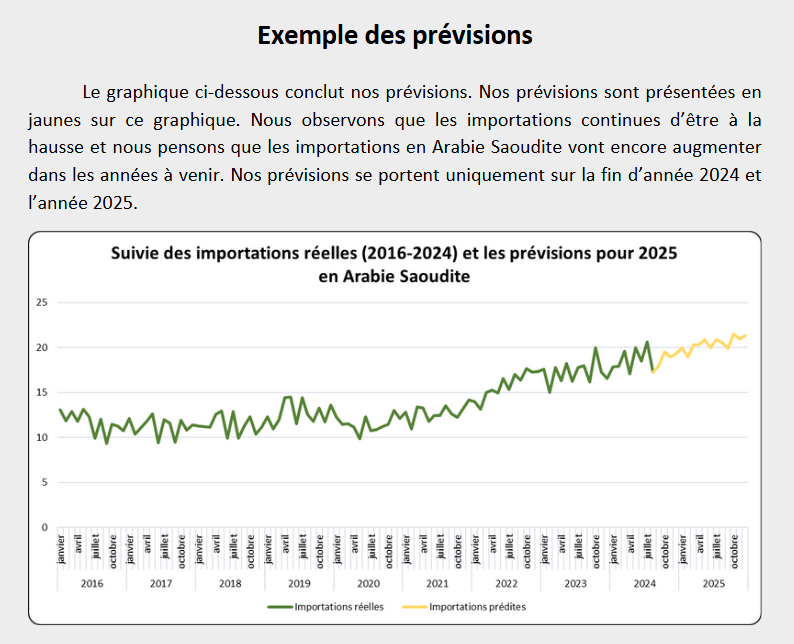 Exemple des prévisions
Le graphique ci-dessous conclut nos prévisions. Nos prévisions sont présentées en
jaunes sur ce graphique. Nous observons que les importations continues d’être à la
hausse et nous pensons que les importations en Arabie Saoudite vont encore augmenter
dans les années à venir. Nos prévisions se portent uniquement sur la fin d’année 2024 et
l’année 2025.
Suivie des importations réelles (2016-2024) et les prévisions pour 2025
en Arabie Saoudite
25
20
15
10
5
0
janvier avril juillet octobre janvier avril juillet octobre janvier avril juillet octobre janvier avril juillet octobre janvier avril juillet octobre janvier avril juillet octobre janvier avril juillet octobre janvier avril juillet octobre janvier avril juillet octobre janvier avril juillet octobre
2016 2017 2018 2019 2020 2021 2022 2023 2024 2025
Importations réelles Importations prédites